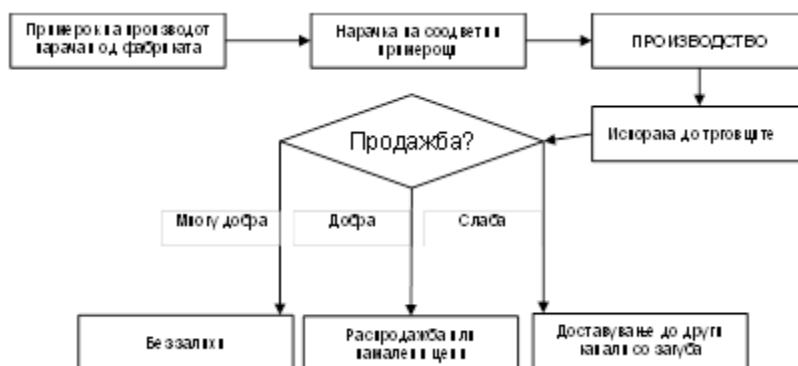 Примерок на производот
нарачан од фабриката
Нарачка на соодветни
примероци
ПРОИЗВОДСТВО
Испорака до трговците
Продажба?
Многу добра
Добра
Слаба
Без залихи
Распродажба или
намалени цени
Доставување до други
канали со загуба